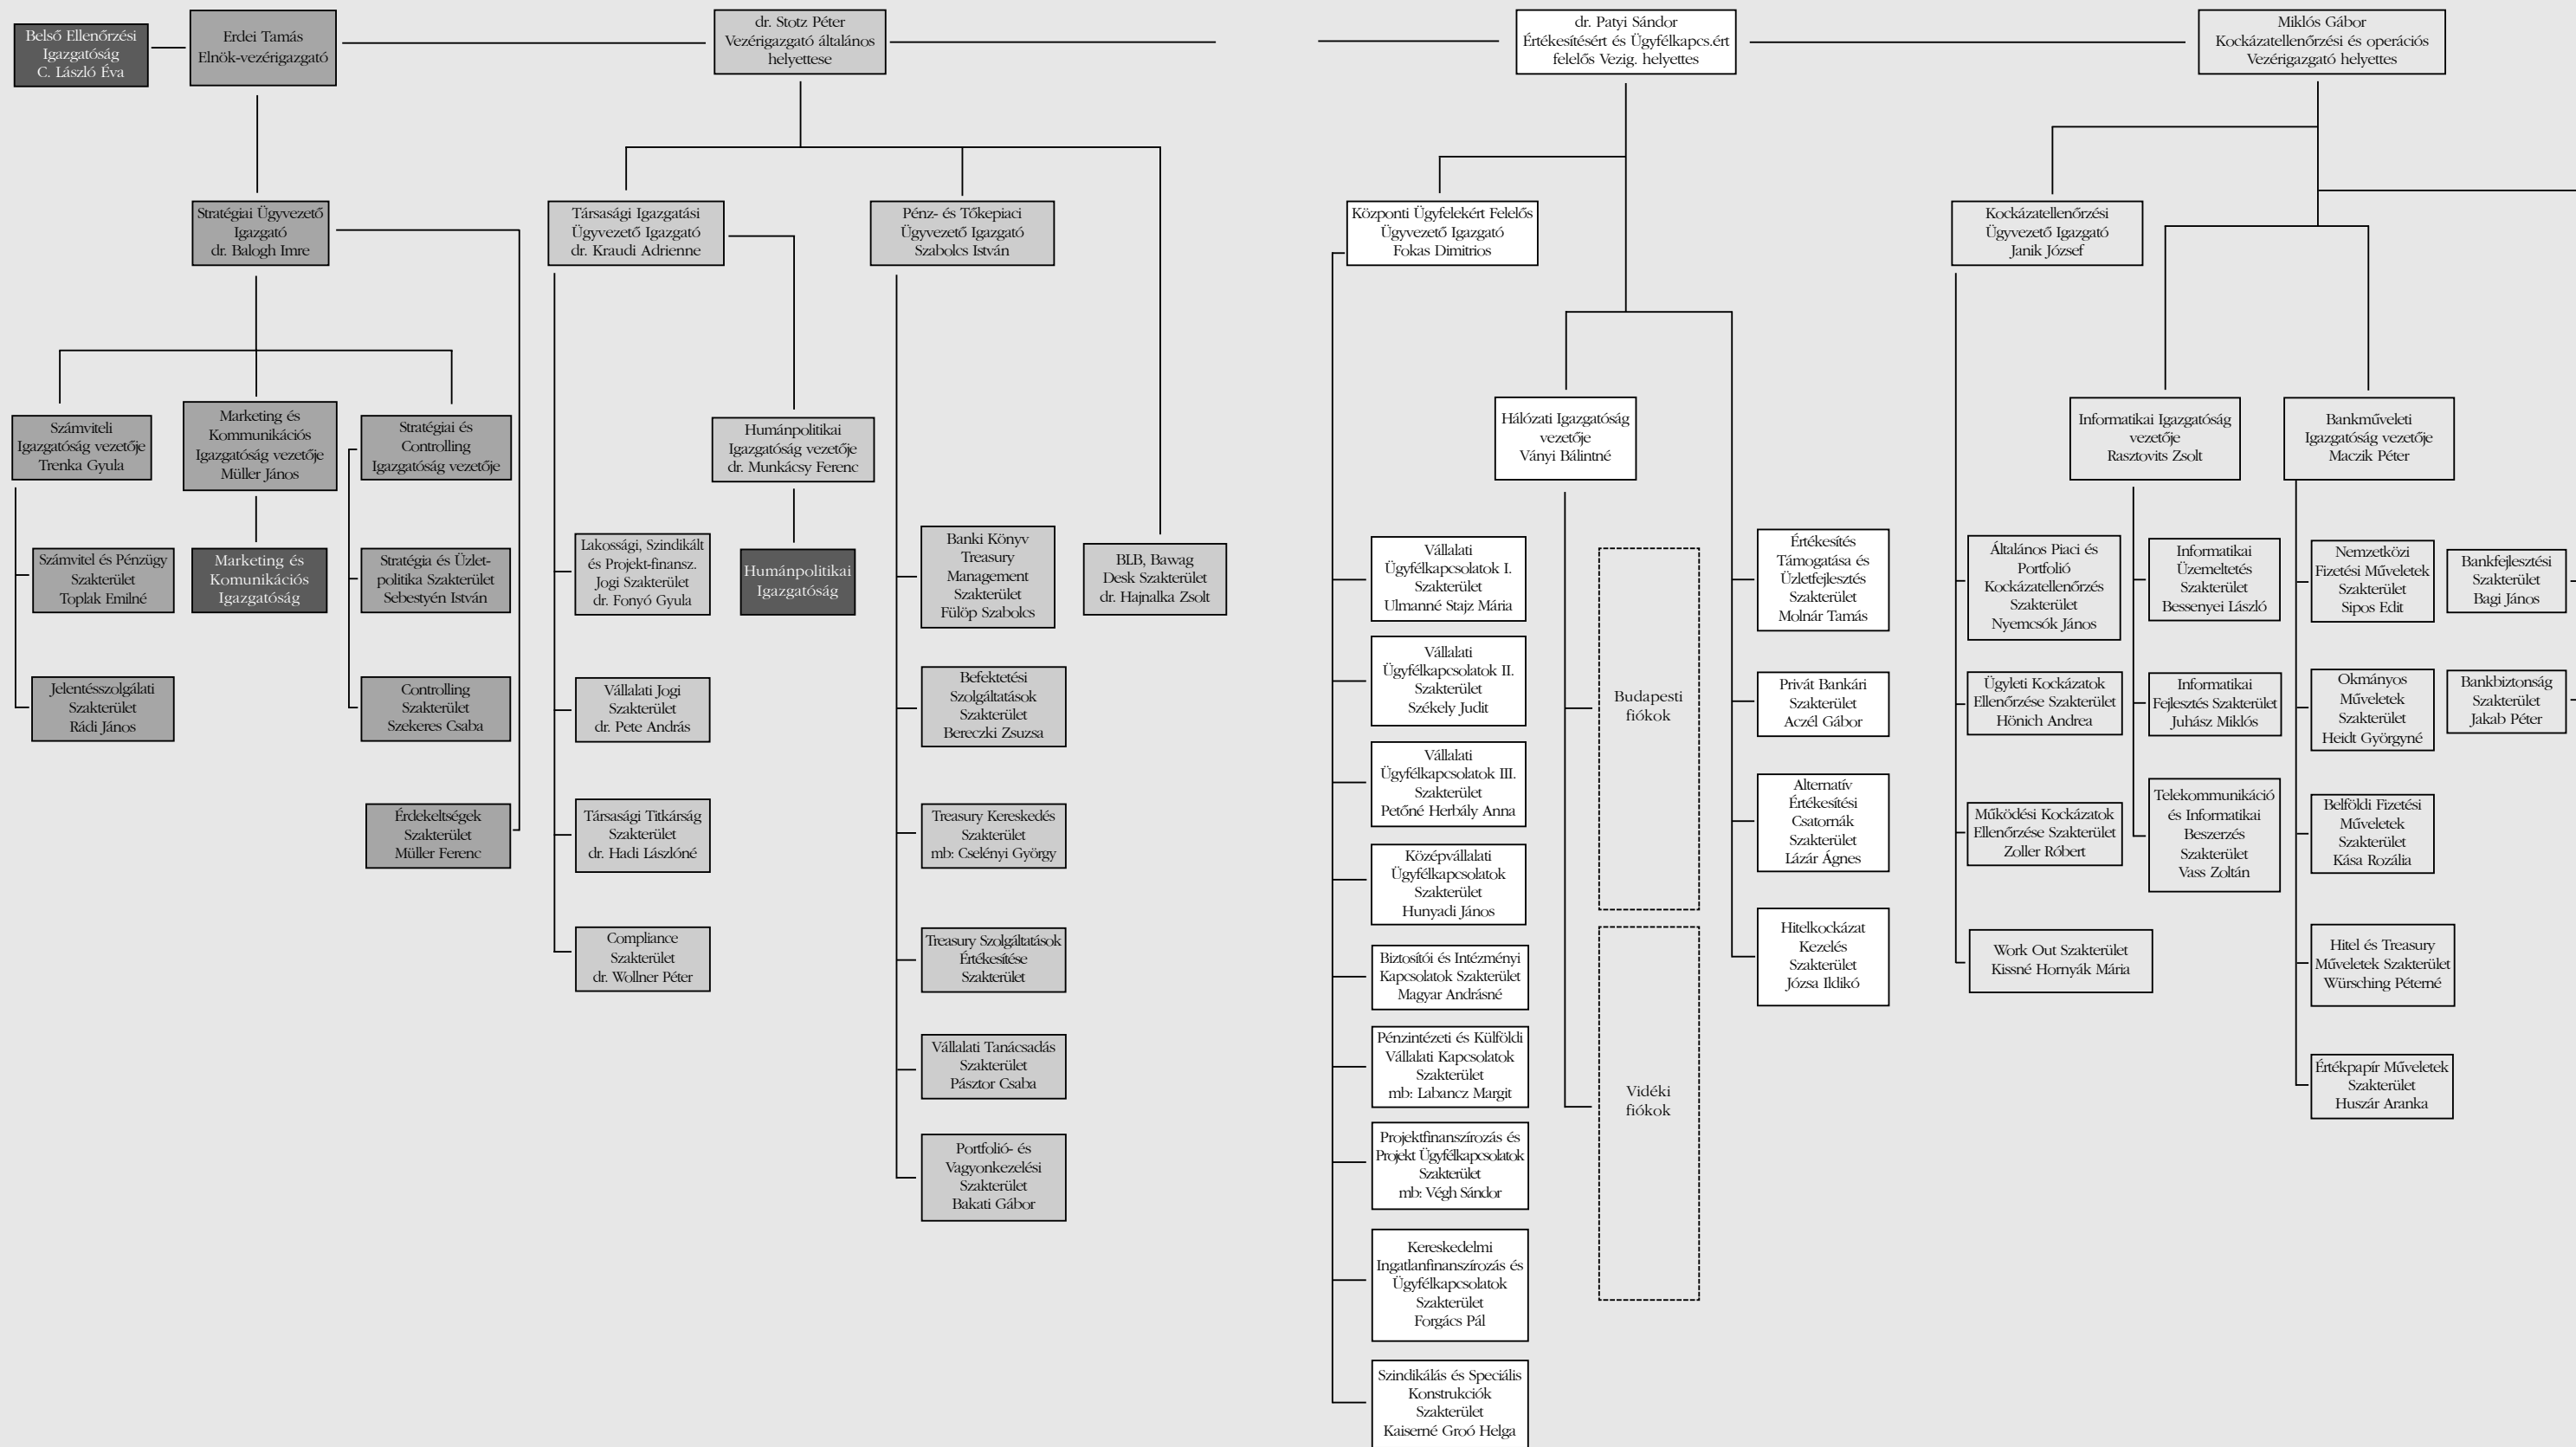 Belső Ellenőrzési
Igazgatóság
C. László Éva
Erdei Tamás
Elnök-vezérigazgató
dr. Stotz Péter
Vezérigazgató általános
helyettese
dr. Patyi Sándor
Értékesítésért és Ügyfélkapcs.ért
felelős Vezig. helyettes
Miklós Gábor
Kockázatellenőrzési és operációs
Vezérigazgató helyettes
Stratégiai Ügyvezető
Igazgató
dr. Balogh Imre
Társasági Igazgatási
Ügyvezető Igazgató
dr. Kraudi Adrienne
Pénz- és Tőkepiaci
Ügyvezető Igazgató
Szabolcs István
Központi Ügyfelekért Felelős
Ügyvezető Igazgató
Fokas Dimitrios
Kockázatellenőrzési
Ügyvezető Igazgató
Janik József
Számviteli
Igazgatóság vezetője
Trenka Gyula
Marketing és
Kommunikációs
Igazgatóság vezetője
Müller János
Stratégiai és
Controlling
Igazgatóság vezetője
Humánpolitikai
Igazgatóság vezetője
dr. Munkácsy Ferenc
Hálózati Igazgatóság
vezetője
Ványi Bálintné
Informatikai Igazgatóság
vezetője
Rasztovits Zsolt
Bankműveleti
Igazgatóság vezetője
Maczik Péter
Számvitel és Pénzügy
Szakterület
Toplak Emilné
Marketing és
Komunikációs
Igazgatóság
Stratégia és Üzlet-
politika Szakterület
Sebestyén István
Lakossági, Szindikált
és Projekt-finansz.
Jogi Szakterület
dr. Fonyó Gyula
Humánpolitikai
Igazgatóság
Banki Könyv
Treasury
Management
Szakterület
Fülöp Szabolcs
BLB, Bawag
Desk Szakterület
dr. Hajnalka Zsolt
Vállalati
Ügyfélkapcsolatok I.
Szakterület
Ulmanné Stajz Mária
Értékesítés
Támogatása és
Üzletfejlesztés
Szakterület
Molnár Tamás
Általános Piaci és
Portfolió
Kockázatellenőrzés
Szakterület
Nyemcsók János
Informatikai
Üzemeltetés
Szakterület
Bessenyei László
Nemzetközi
Fizetési Műveletek
Szakterület
Sipos Edit
Bankfejlesztési
Szakterület
Bagi János
Jelentésszolgálati
Szakterület
Rádi János
Controlling
Szakterület
Szekeres Csaba
Vállalati Jogi
Szakterület
dr. Pete András
Befektetési
Szolgáltatások
Szakterület
Bereczki Zsuzsa
Vállalati
Ügyfélkapcsolatok II.
Szakterület
Székely Judit
Budapesti
fiókok
Privát Bankári
Szakterület
Aczél Gábor
Ügyleti Kockázatok
Ellenőrzése Szakterület
Hönich Andrea
Informatikai
Fejlesztés Szakterület
Juhász Miklós
Okmányos
Műveletek
Szakterület
Heidt Györgyné
Bankbiztonság
Szakterület
Jakab Péter
Érdekeltségek
Szakterület
Müller Ferenc
Társasági Titkárság
Szakterület
dr. Hadi Lászlóné
Treasury Kereskedés
Szakterület
mb: Cselényi György
Vállalati
Ügyfélkapcsolatok III.
Szakterület
Petőné Herbály Anna
Alternatív
Értékesítési
Csatornák
Szakterület
Lázár Ágnes
Működési Kockázatok
Ellenőrzése Szakterület
Zoller Róbert
Telekommunikáció
és Informatikai
Beszerzés
Szakterület
Vass Zoltán
Belföldi Fizetési
Műveletek
Szakterület
Kása Rozália
Középvállalati
Ügyfélkapcsolatok
Szakterület
Hunyadi János
Compliance
Szakterület
dr. Wollner Péter
Treasury Szolgáltatások
Értékesítése
Szakterület
Biztosítói és Intézményi
Kapcsolatok Szakterület
Magyar Andrásné
Hitelkockázat
Kezelés
Szakterület
Józsa Ildikó
Work Out Szakterület
Kissné Hornyák Mária
Hitel és Treasury
Műveletek Szakterület
Würsching Péterné
Vállalati Tanácsadás
Szakterület
Pásztor Csaba
Pénzintézeti és Külföldi
Vállalati Kapcsolatok
Szakterület
mb: Labancz Margit
Vidéki
fiókok
Értékpapír Műveletek
Szakterület
Huszár Aranka
Portfolió- és
Vagyonkezelési
Szakterület
Bakati Gábor
Projektfinanszírozás és
Projekt Ügyfélkapcsolatok
Szakterület
mb: Végh Sándor
Kereskedelmi
Ingatlanfinanszírozás és
Ügyfélkapcsolatok
Szakterület
Forgács Pál
Szindikálás és Speciális
Konstrukciók
Szakterület
Kaiserné Groó Helga